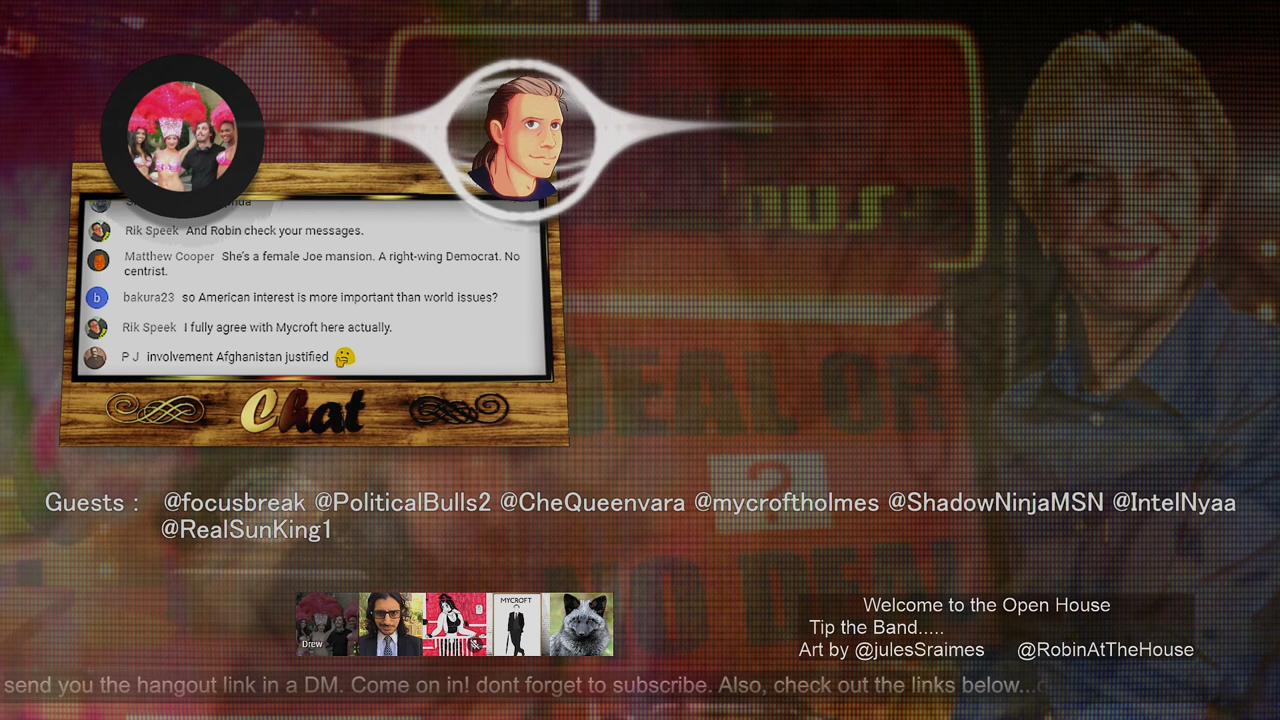 Rik Speek And Robin check your messages.
Matthew Cooper She's a female Joe mansion. A right-wing Democrat. No
centrist.
b bakura23 so American interest is more important than world issues?
Rik Speek I fully agree with Mycroft here actually.
P J involvement Afghanistan justified 🤔
Chat
DEAL OR
?
Guests : @focusbreak @PoliticalBulls2 @CheQueenvara @mycroftholmes @ShadowNinjaMSN @IntelNyaa
@RealSunKing1
MYCROFT
Drew
Welcome to the Open House
Tip the Band.....
Art by @julesSraimes @RobinAtTheHouse
send you the hangout link in a DM. Come on in! dont forget to subscribe. Also, check out the links below...